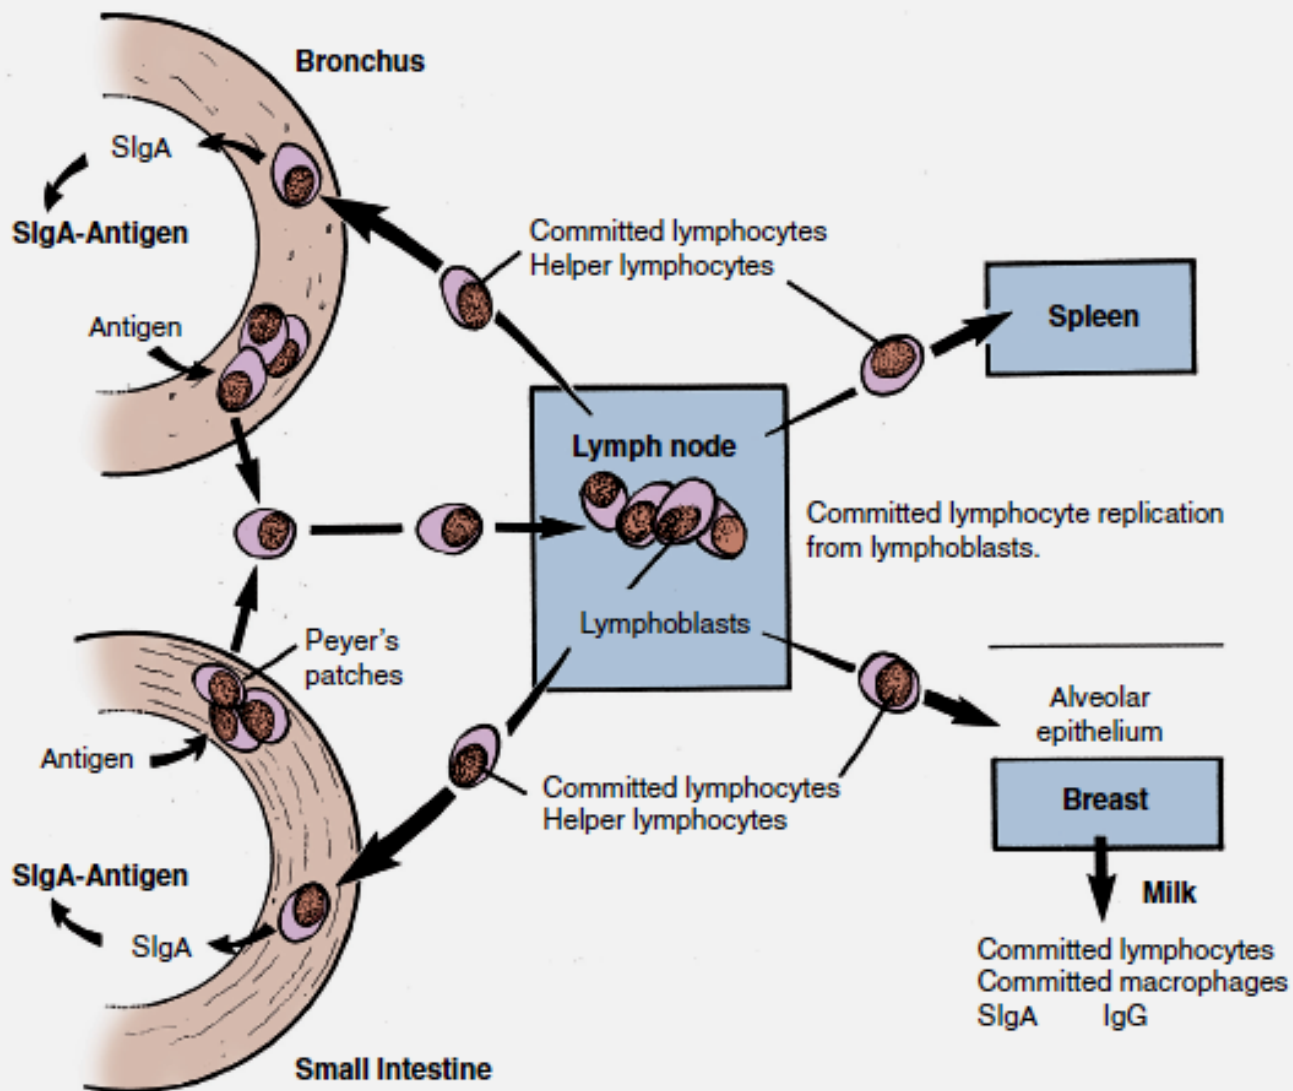 Bronchus
SIgA
SIgA-Antigen
Antigen
Committed lymphocytes
Helper lymphocytes
Spleen
Lymph node
Committed lymphocyte replication
from lymphoblasts.
Lymphoblasts
Peyer's
patches
Antigen
SIgA-Antigen
SIgA
Small Intestine
Committed lymphocytes
Helper lymphocytes
Alveolar
epithelium
Breast
Milk
Committed lymphocytes
Committed macrophages
SIgA IgG